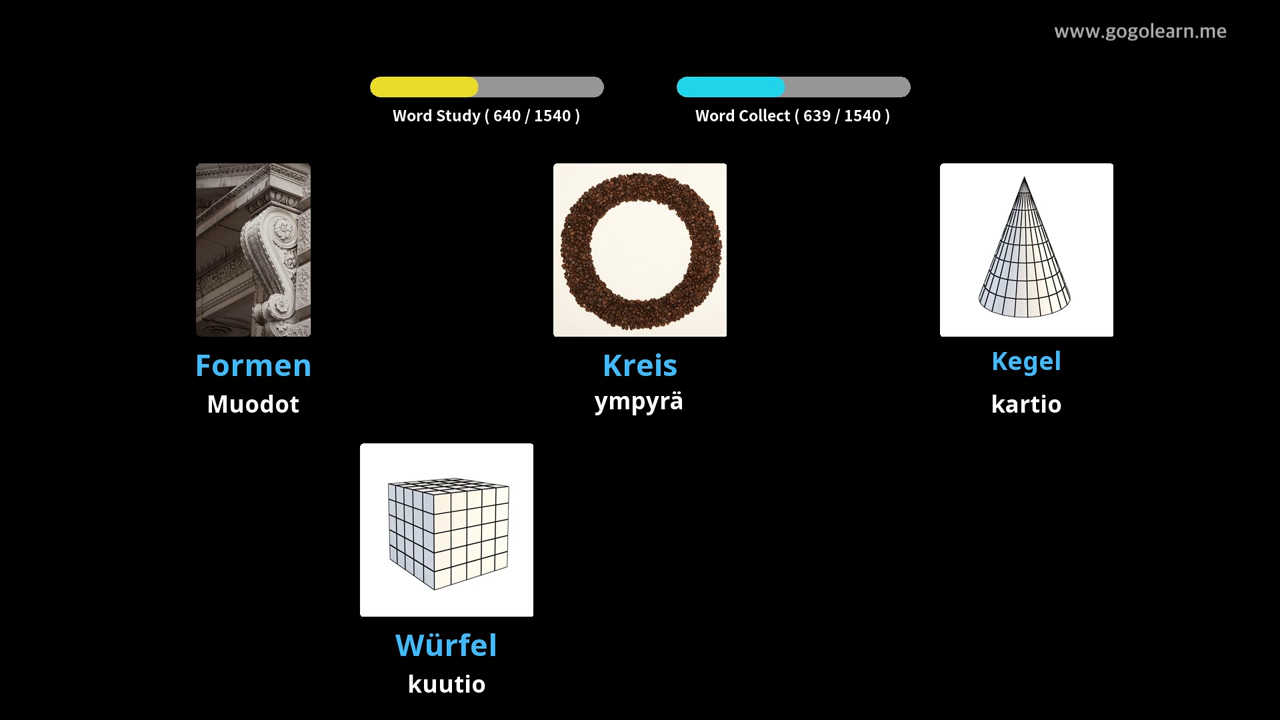 www.gogolearn.me
Word Study ( 640 / 1540 )
Word Collect ( 639 / 1540 )
Formen
Muodot
Kreis
ympyrä
Kegel
kartio
Würfel
kuutio